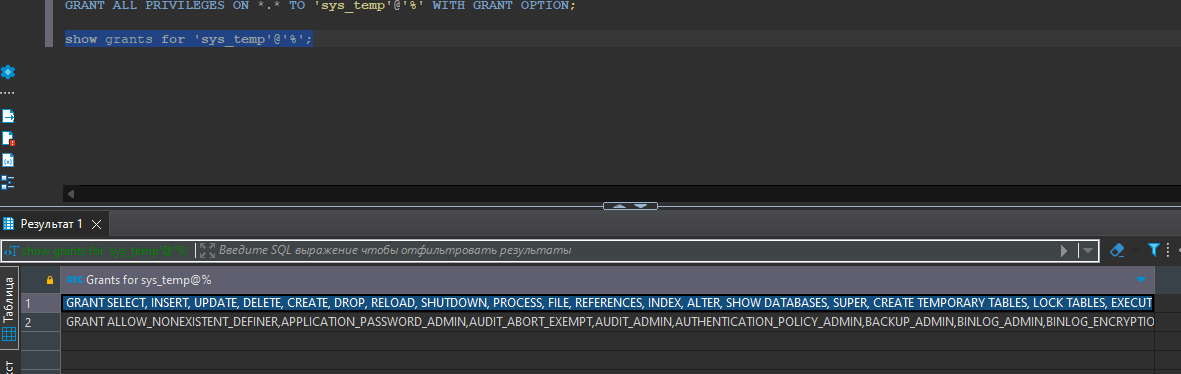 GRANT ALL PRIVILEGES ON *.* TO 'sys_temp'@'%' WITH GRANT OPTION;
show grants for 'sys_temp'@'%';
Результат 1
show grants for 'sys_temp'@'%'
Введите SQL выражение чтобы отфильтровать результаты
Таблица
Grants for sys_temp@%
1 GRANT SELECT, INSERT, UPDATE, DELETE, CREATE, DROP, RELOAD, SHUTDOWN, PROCESS, FILE, REFERENCES, INDEX, ALTER, SHOW DATABASES, SUPER, CREATE TEMPORARY TABLES, LOCK TABLES, EXECUT
2 GRANT ALLOW_NONEXISTENT_DEFINER,APPLICATION_PASSWORD_ADMIN,AUDIT_ABORT_EXEMPT,AUDIT_ADMIN,AUTHENTICATION_POLICY_ADMIN,BACKUP_ADMIN,BINLOG_ADMIN,BINLOG_ENCRYPTIO